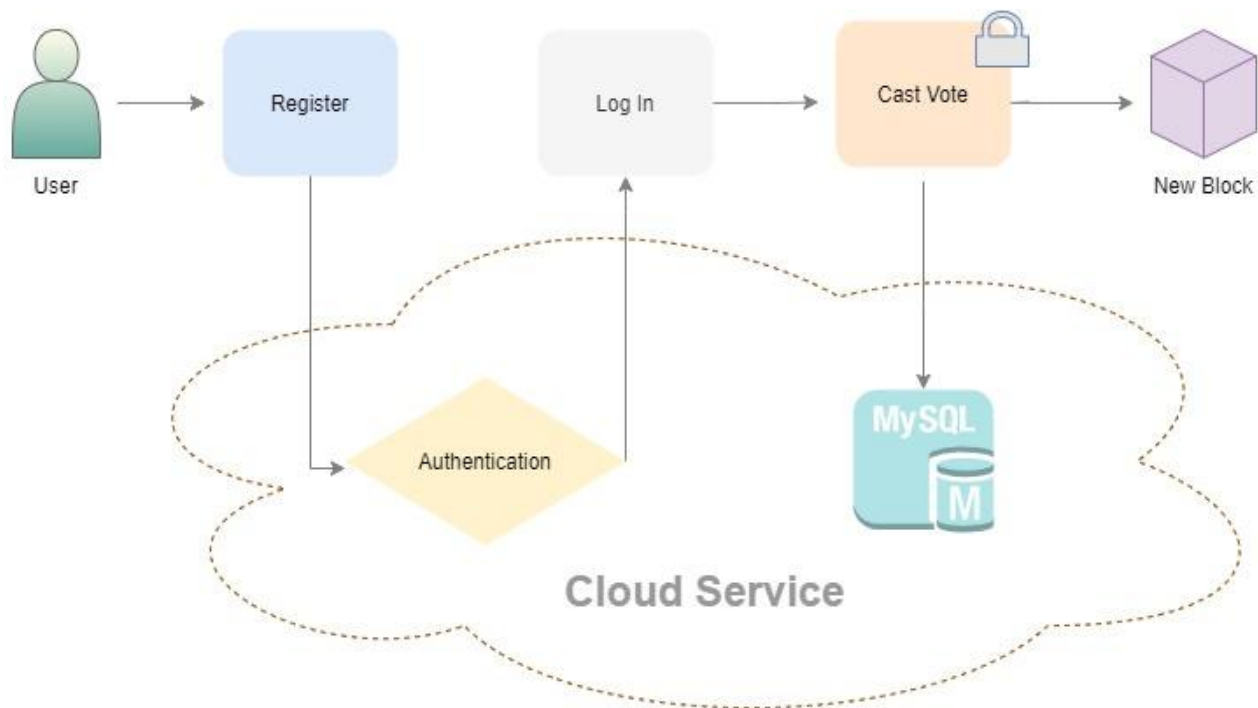 Register
Log In
Cast Vote
User
New Block
MySQL
Authentication
M
Cloud Service